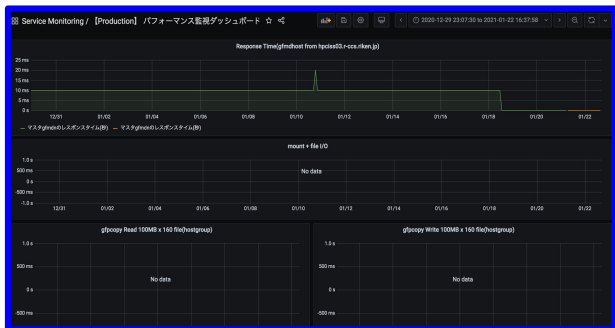 Service Monitoring / 【Production】 パフォーマンス監視ダッシュボード
2020-12-29 23:07:30 to 2021-01-22 16:37:58
Response Time(gfmdhost from hpciss03.r-ccs.riken.jp)
25 ms
20 ms
15 ms
10 ms
5 ms
0 s
12/31 01/02 01/04 01/06 01/08 01/10 01/12 01/14 01/16 01/18 01/20 01/22
マスタgfmdのレスポンスタイム(秒) マスタgfmdnのレスポンスタイム(秒)
mount + file I/O
1.0 s
500 ms
0 s
-500 ms
-1.0 s
No data
12/31 01/02 01/04 01/06 01/08 01/10 01/12 01/14 01/16 01/18 01/20 01/22
gfpcopy Read 100MB x 160 file(hostgroup)
1.0 s
500 ms
0 s
-500 ms
No data
gfpcopy Write 100MB x 160 file(hostgroup)
1.0 s
500 ms
0 s
-500 ms
No data